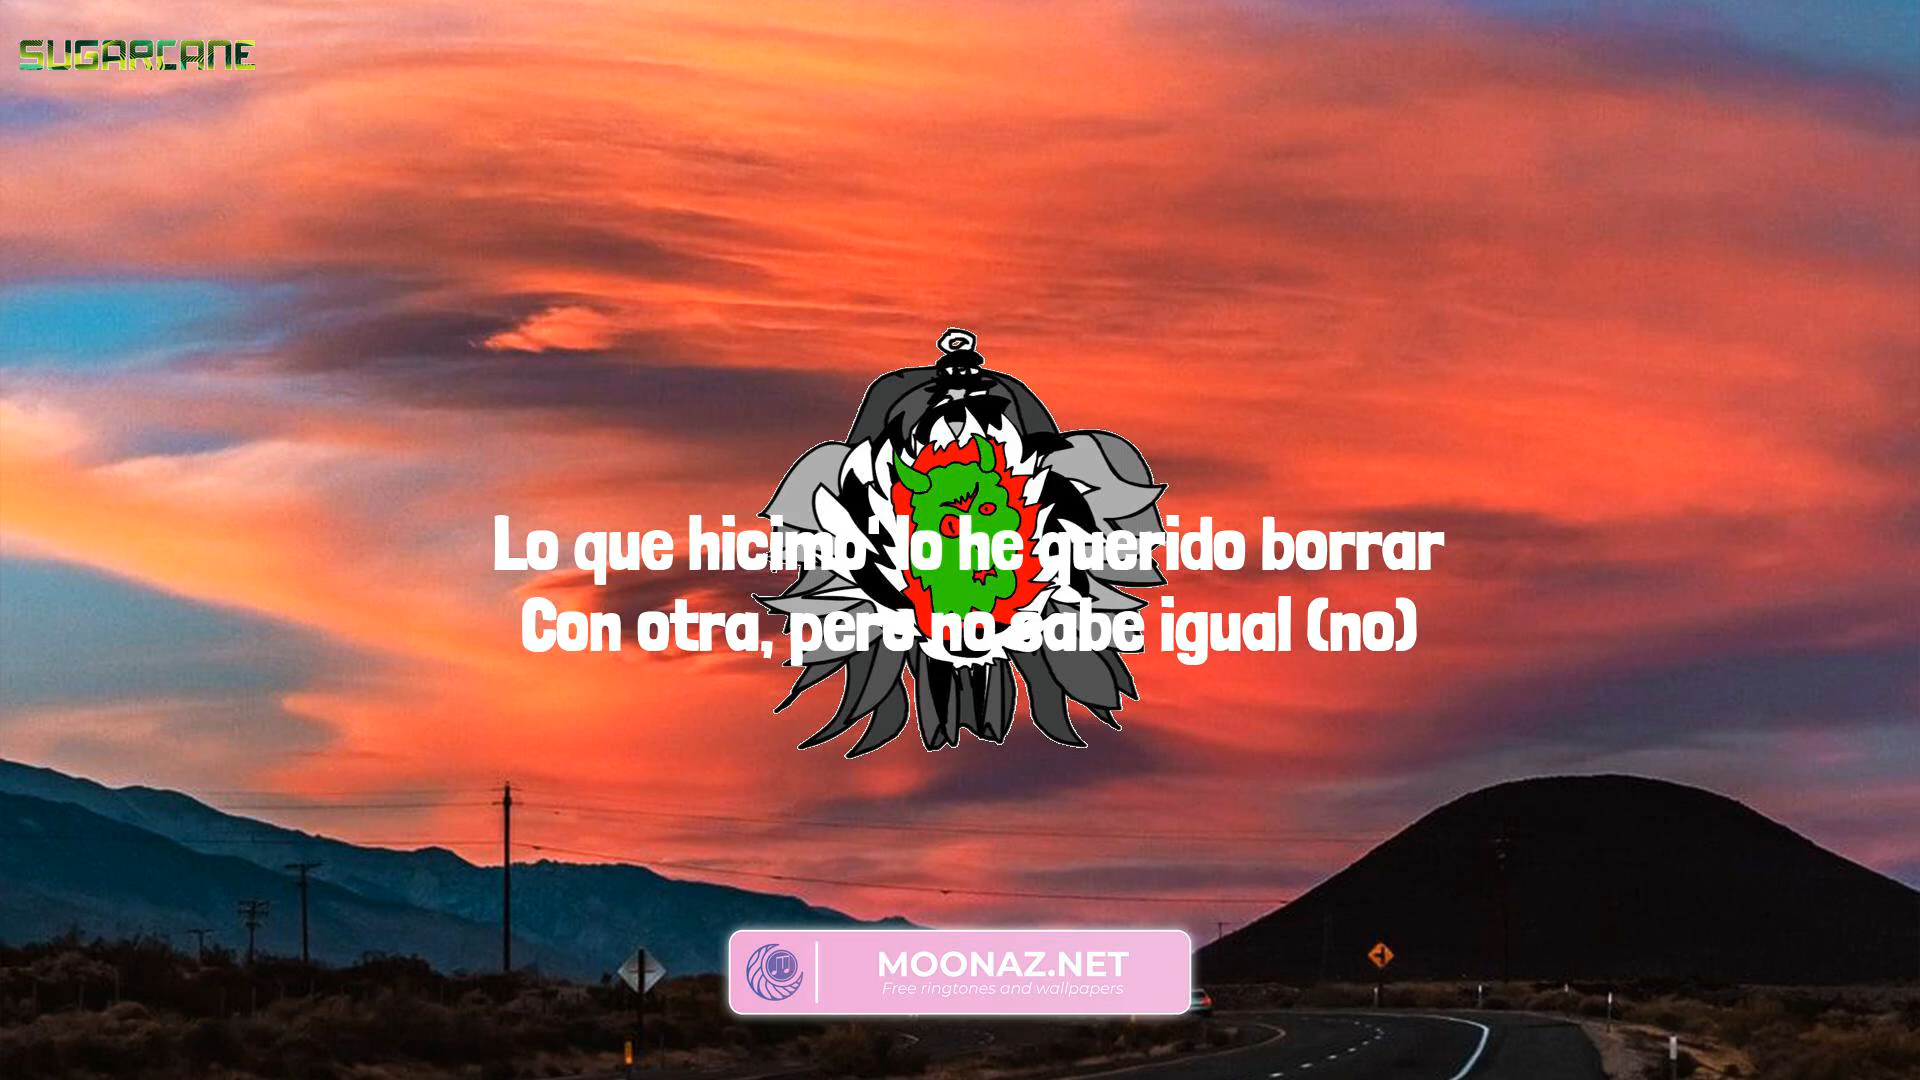 SUGARCANE
Lo que hicimo' lo he querido borrar
Con otra, pero no sabe igual (no)
MOONAZ.NET
Free ringtones and wallpapers